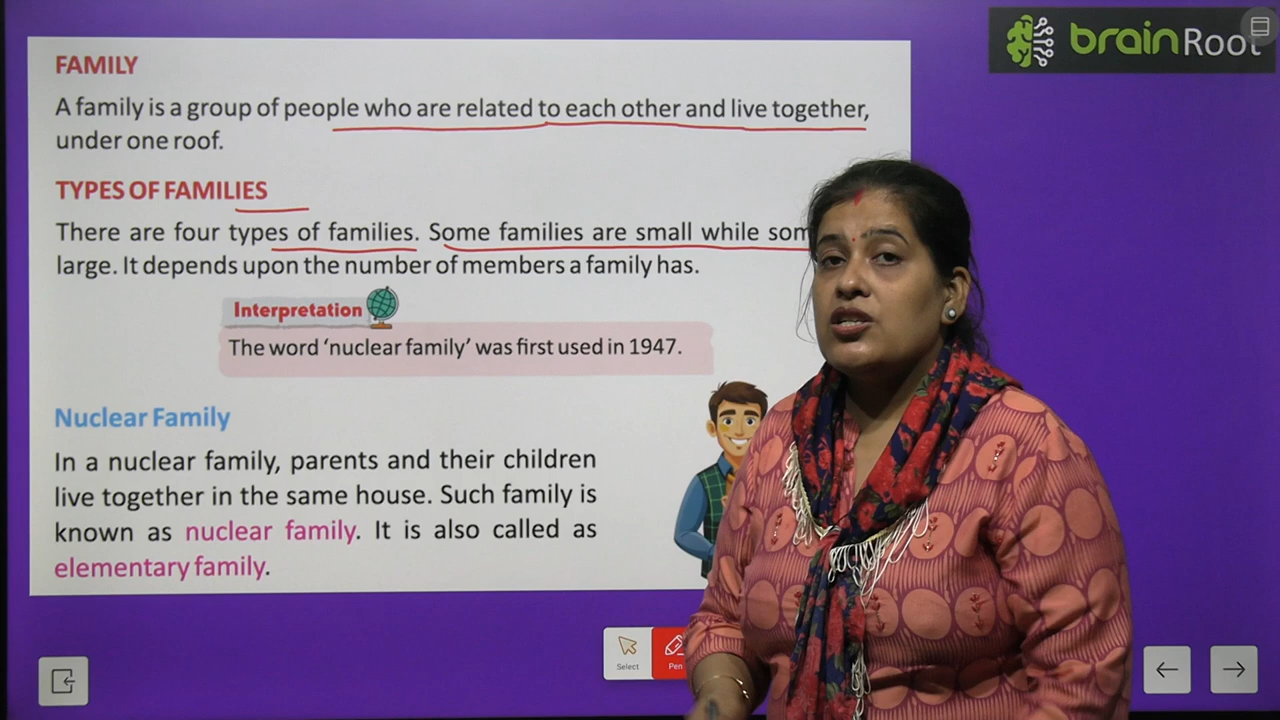 brainRoot
FAMILY
A family is a group of people who are related to each other and live together,
under one roof.
TYPES OF FAMILIES
There are four types of families. Some families are small while som
large. It depends upon the number of members a family has.
Interpretation
The word ‘nuclear family’ was first used in 1947.
Nuclear Family
In a nuclear family, parents and their children
live together in the same house. Such family is
known as nuclear family. It is also called as
elementary family.
Select
Pen